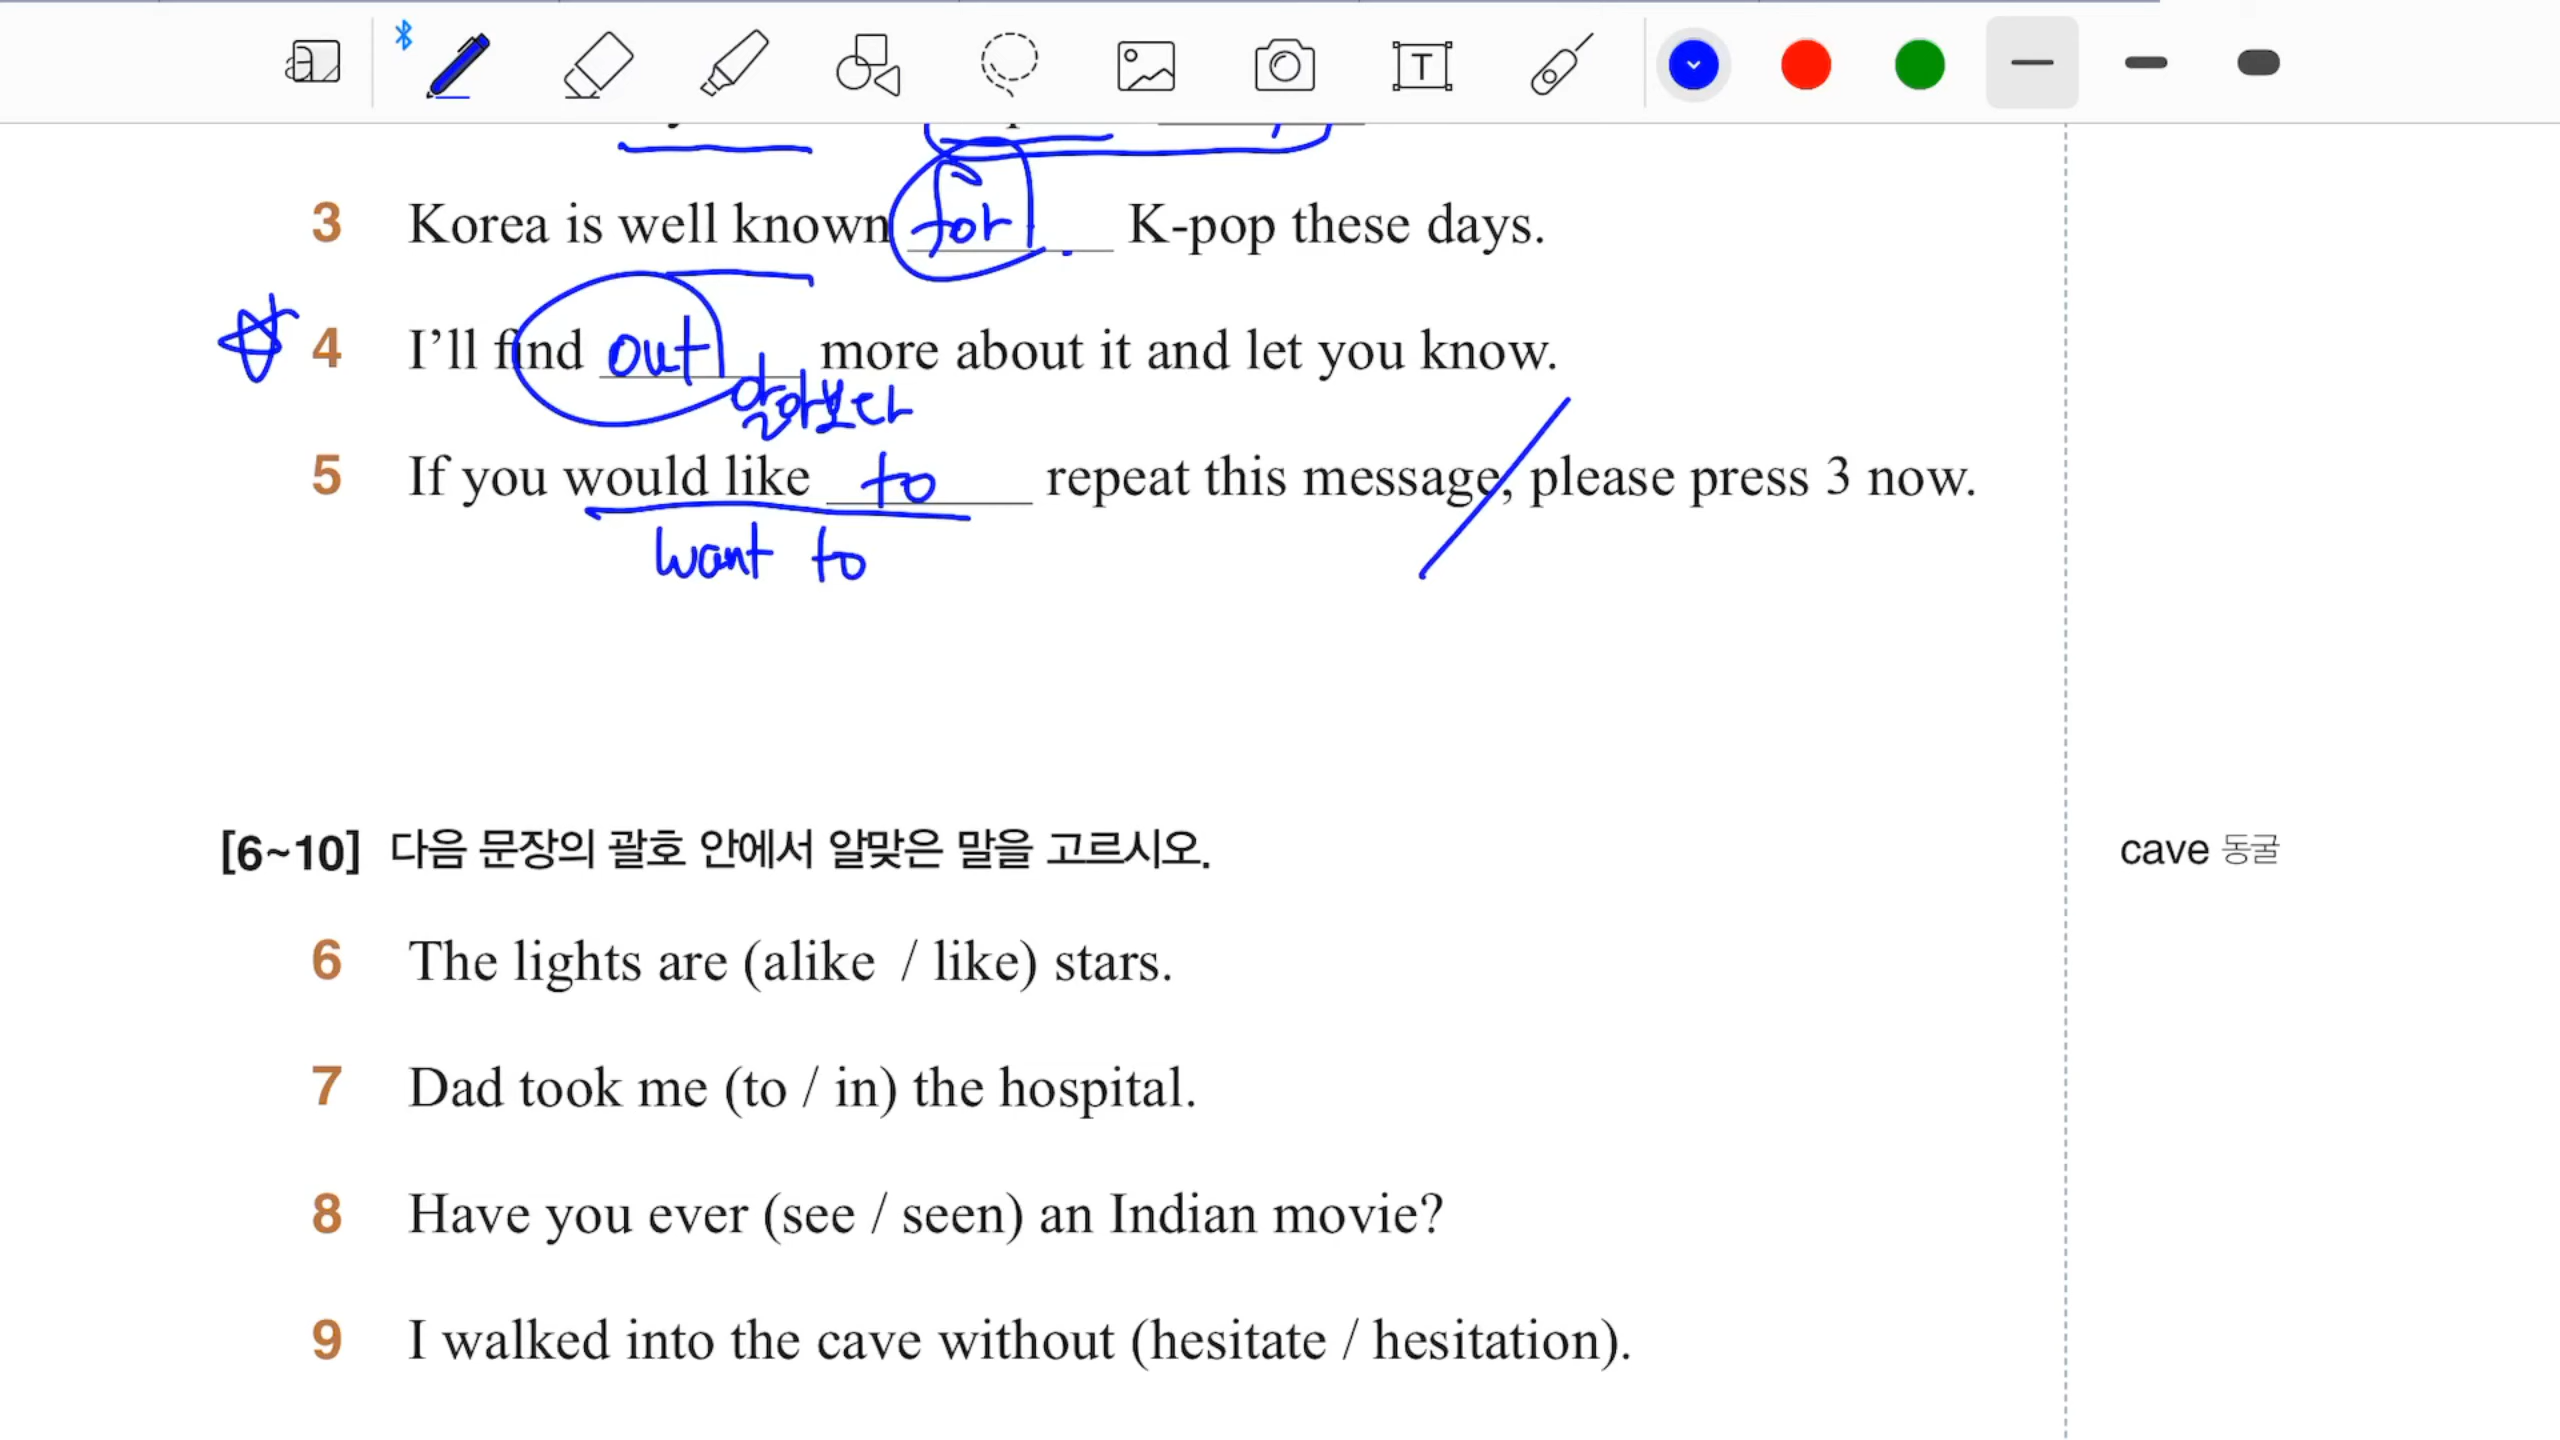 3 Korea is well known for K-pop these days.
4 I'll find out more about it and let you know.
알아보다
5 If you would like to repeat this message, please press 3 now.
want to
[6~10] 다음 문장의 괄호 안에서 알맞은 말을 고르시오.
cave 동굴
6 The lights are (alike / like) stars.
7 Dad took me (to / in) the hospital.
8 Have you ever (see / seen) an Indian movie?
9 I walked into the cave without (hesitate / hesitation).